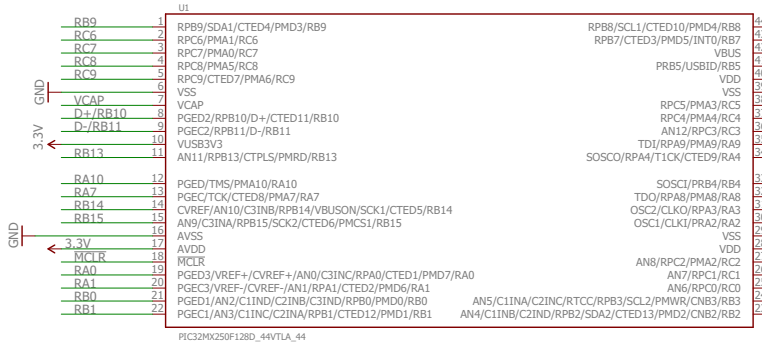 U1
RB9 1 RPB9/SDA1/CTED4/PMD3/RB9 RPB8/SCL1/CTED10/PMD4/RB8
RC6 2 RPC6/PMA1/RC6 RPB7/CTED3/PMD5/INT0/RB7
RC7 3 RPC7/PMA0/RC7 VBUS
RC8 4 RPC8/PMA5/RC8 PRB5/USBID/RB5
RC9 5 RPC9/CTED7/PMA6/RC9 VDD
GND 6 VSS VSS
VCAP 7 VCAP RPC5/PMA3/RC5
D+/RB10 8 PGED2/RPB10/D+/CTED11/RB10 RPC4/PMA4/RC4
D-/RB11 9 PGEC2/RPB11/D-/RB11 AN12/RPC3/RC3
3.3V 10 VUSB3V3 TDI/RPA9/PMA9/RA9
RB13 11 AN11/RPB13/CTPLS/PMRD/RB13 SOSCO/RPA4/T1CK/CTED9/RA4
RA10 12 PGED/TMS/PMA10/RA10 SOSCI/PRB4/RB4
RA7 13 PGEC/TCK/CTED8/PMA7/RA7 TDO/RPA8/PMA8/RA8
RB14 14 CVREF/AN10/C3INB/RPB14/VBUSON/SCK1/CTED5/RB14 OSC2/CLKO/RPA3/RA3
RB15 15 AN9/C3INA/RPB15/SCK2/CTED6/PMCS1/RB15 OSC1/CLKI/PRA2/RA2
GND 16 AVSS VSS
3.3V 17 AVDD VDD
MCLR 18 MCLR AN8/RPC2/PMA2/RC2
RA0 19 PGED3/VREF+/CVREF+/AN0/C3INC/RPA0/CTED1/PMD7/RA0 AN7/RPC1/RC1
RA1 20 PGEC3/VREF-/CVREF-/AN1/RPA1/CTED2/PMD6/RA1 AN6/RPC0/RC0
RB0 21 PGED1/AN2/C1IND/C2INB/C3IND/RPB0/PMD0/RB0 AN5/C1INA/C2INC/RTCC/RPB3/SCL2/PMWR/CNB3/RB3
RB1 22 PGEC1/AN3/C1INC/C2INA/RPB1/CTED12/PMD1/RB1 AN4/C1INB/C2IND/RPB2/SDA2/CTED13/PMD2/CNB2/RB2
PIC32MX250F128D_44VTLA_44